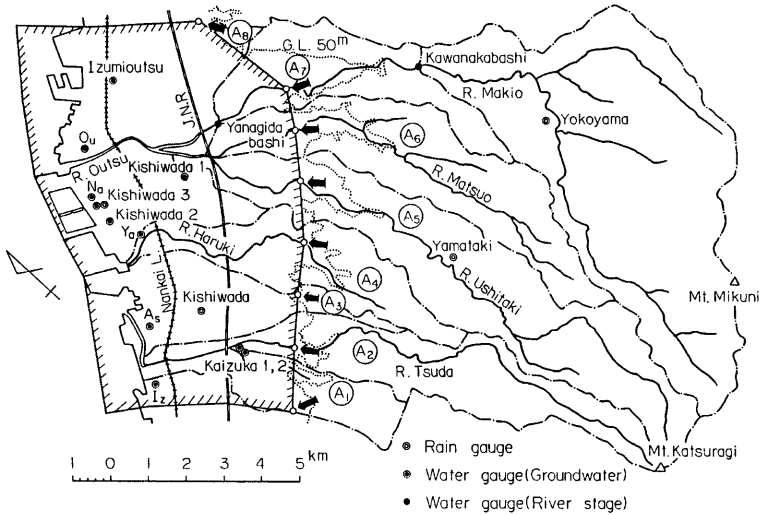 A8
G.L. 50m
Kawanakabashi
Izumioutsu
A7
R. Makio
J.N.R.
Yokoyama
Ou
Yanagida bashi
A6
R. Outsu
Kishiwada 1
R. Matsuo
Na
Kishiwada 3
Kishiwada 2
A5
Ya
R. Haruki
Yamataki
R. Ushitaki
Nankai L.
A4
Mt. Mikuni
As
Kishiwada
A3
A2
Kaizuka 1, 2
R. Tsuda
Iz
A1
Mt. Katsuragi
Rain gauge
1 0 1 2 3 4 5 km
Water gauge(Groundwater)
Water gauge(River stage)